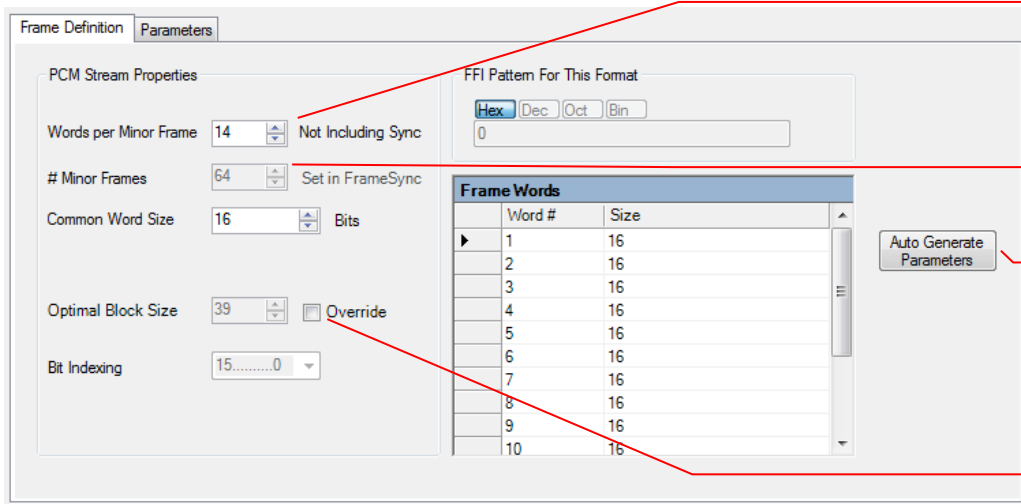 Frame Definition Parameters
PCM Stream Properties
Words per Minor Frame 14 Not Including Sync
# Minor Frames 64 Set in FrameSync
Common Word Size 16 Bits
Optimal Block Size 39 Override
Bit Indexing 15..........0
FFI Pattern For This Format
Hex Dec Oct Bin
0
Frame Words
Word # Size
1 16
2 16
3 16
4 16
5 16
6 16
7 16
8 16
9 16
10 16
Auto Generate
Parameters